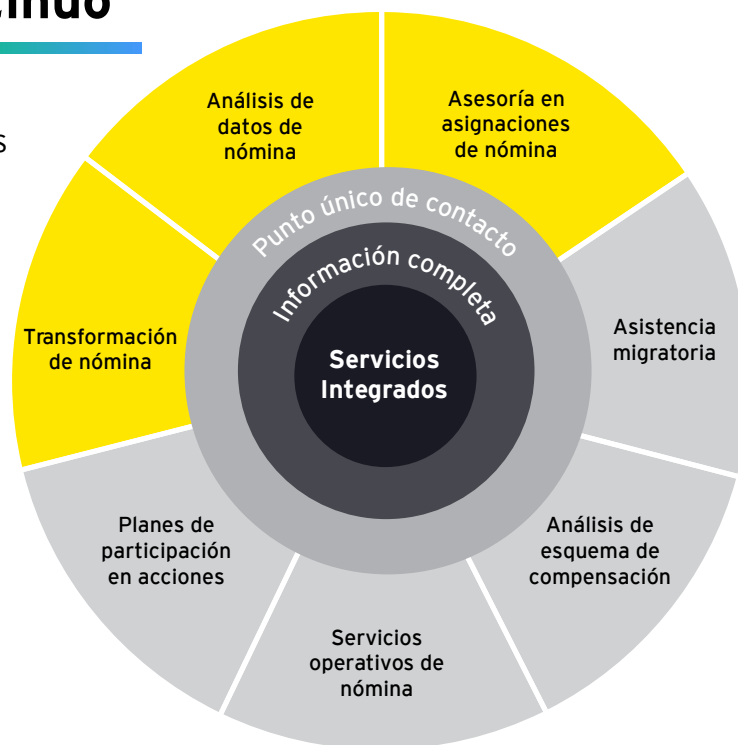 Análisis de
datos de
nómina
Asesoría en
asignaciones
de nómina
Punto único de contacto
Información completa
Servicios
Integrados
Transformación
de nómina
Asistencia
migratoria
Planes de
participación
en acciones
Análisis de
esquema de
compensación
Servicios
operativos de
nómina